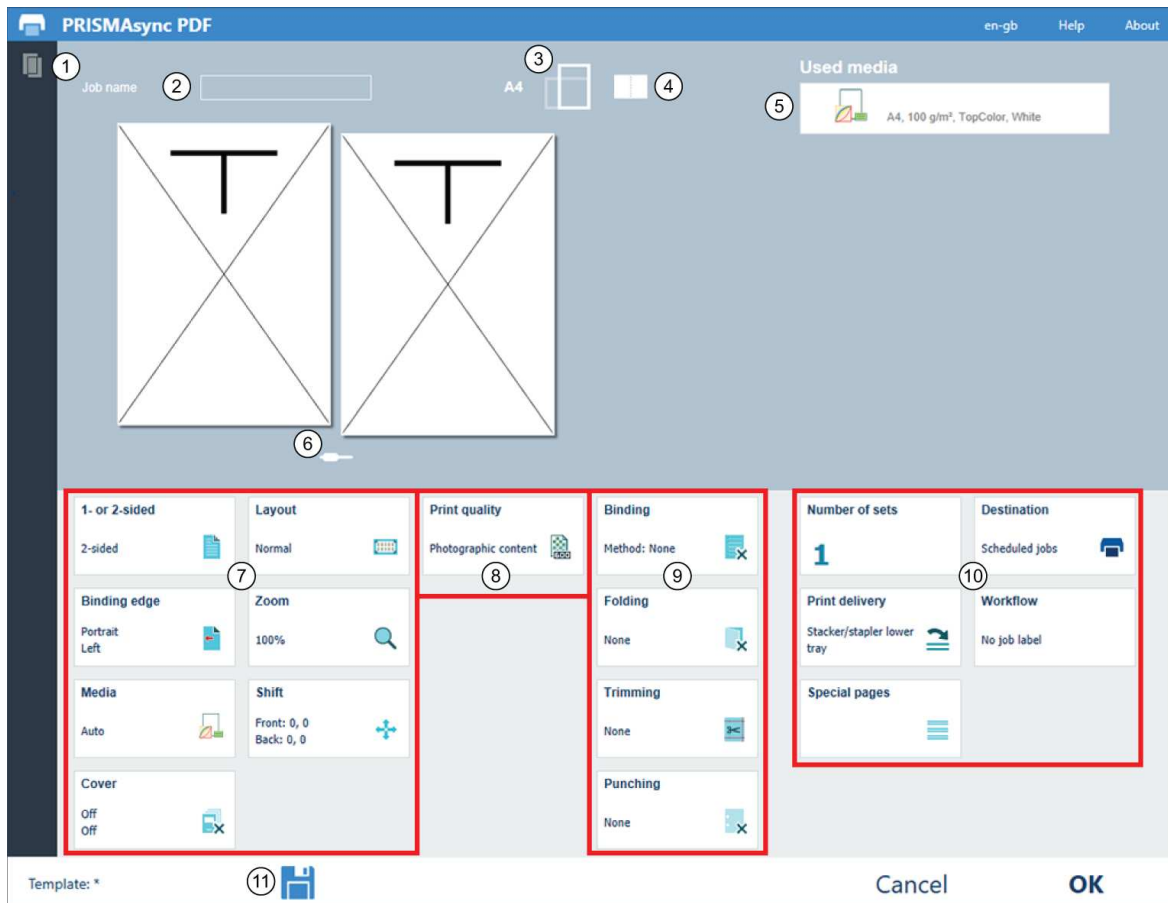 PRISMAsync PDF
en-gb Help About
1
Job name
2
A4
3
4
Used media
5
A4, 100 g/m², TopColor, White
T
T
6
1- or 2-sided
2-sided
Layout
Normal
Print quality
Photographic content
600
8
Binding
Method: None
9
Number of sets
1
Destination
Scheduled jobs
7
10
Binding edge
Portrait
Left
Zoom
100%
Folding
None
Print delivery
Stacker/stapler lower
tray
Workflow
No job label
Media
Auto
Shift
Front: 0, 0
Back: 0, 0
Trimming
None
Special pages
Cover
Off
Off
Punching
None
Template: *
11
Cancel
OK